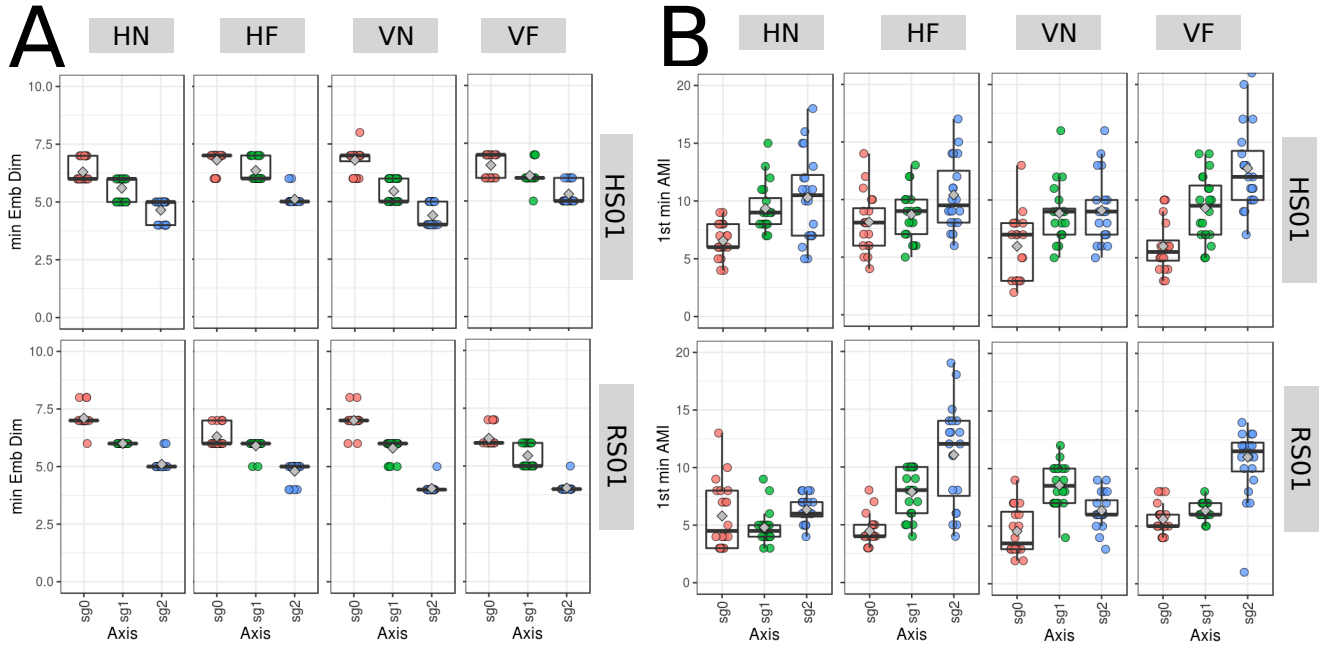 A
HN HF VN VF
min Emb Dim
10.0
7.5
5.0
2.5
0.0
HS01
min Emb Dim
10.0
7.5
5.0
2.5
0.0
RS01
sg0 sg1 sg2 sg0 sg1 sg2 sg0 sg1 sg2 sg0 sg1 sg2
Axis Axis Axis Axis
B
HN HF VN VF
1st min AMI
20
15
10
5
0
HS01
1st min AMI
20
15
10
5
0
RS01
sg0 sg1 sg2 sg0 sg1 sg2 sg0 sg1 sg2 sg0 sg1 sg2
Axis Axis Axis Axis